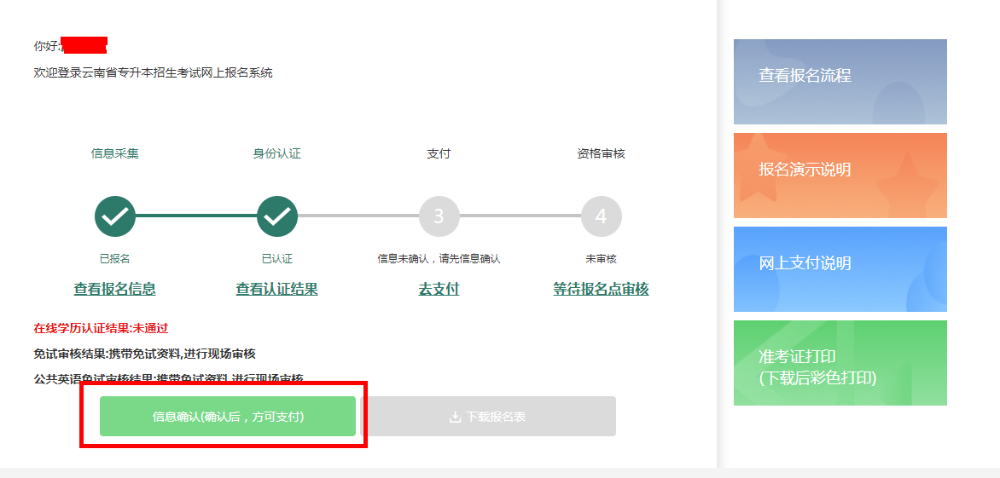 你好:
欢迎登录云南省专升本招生考试网上报名系统
信息采集 身份认证 支付 资格审核
3 4
已报名 已认证 信息未确认，请先信息确认 未审核
查看报名信息 查看认证结果 去支付 等待报名点审核
在线学历认证结果:未通过
免试审核结果:携带免试资料,进行现场审核
公共英语免试审核结果:携带免试资料,进行现场审核
信息确认(确认后，方可支付) 下载报名表
查看报名流程
报名演示说明
网上支付说明
准考证打印
(下载后彩色打印)